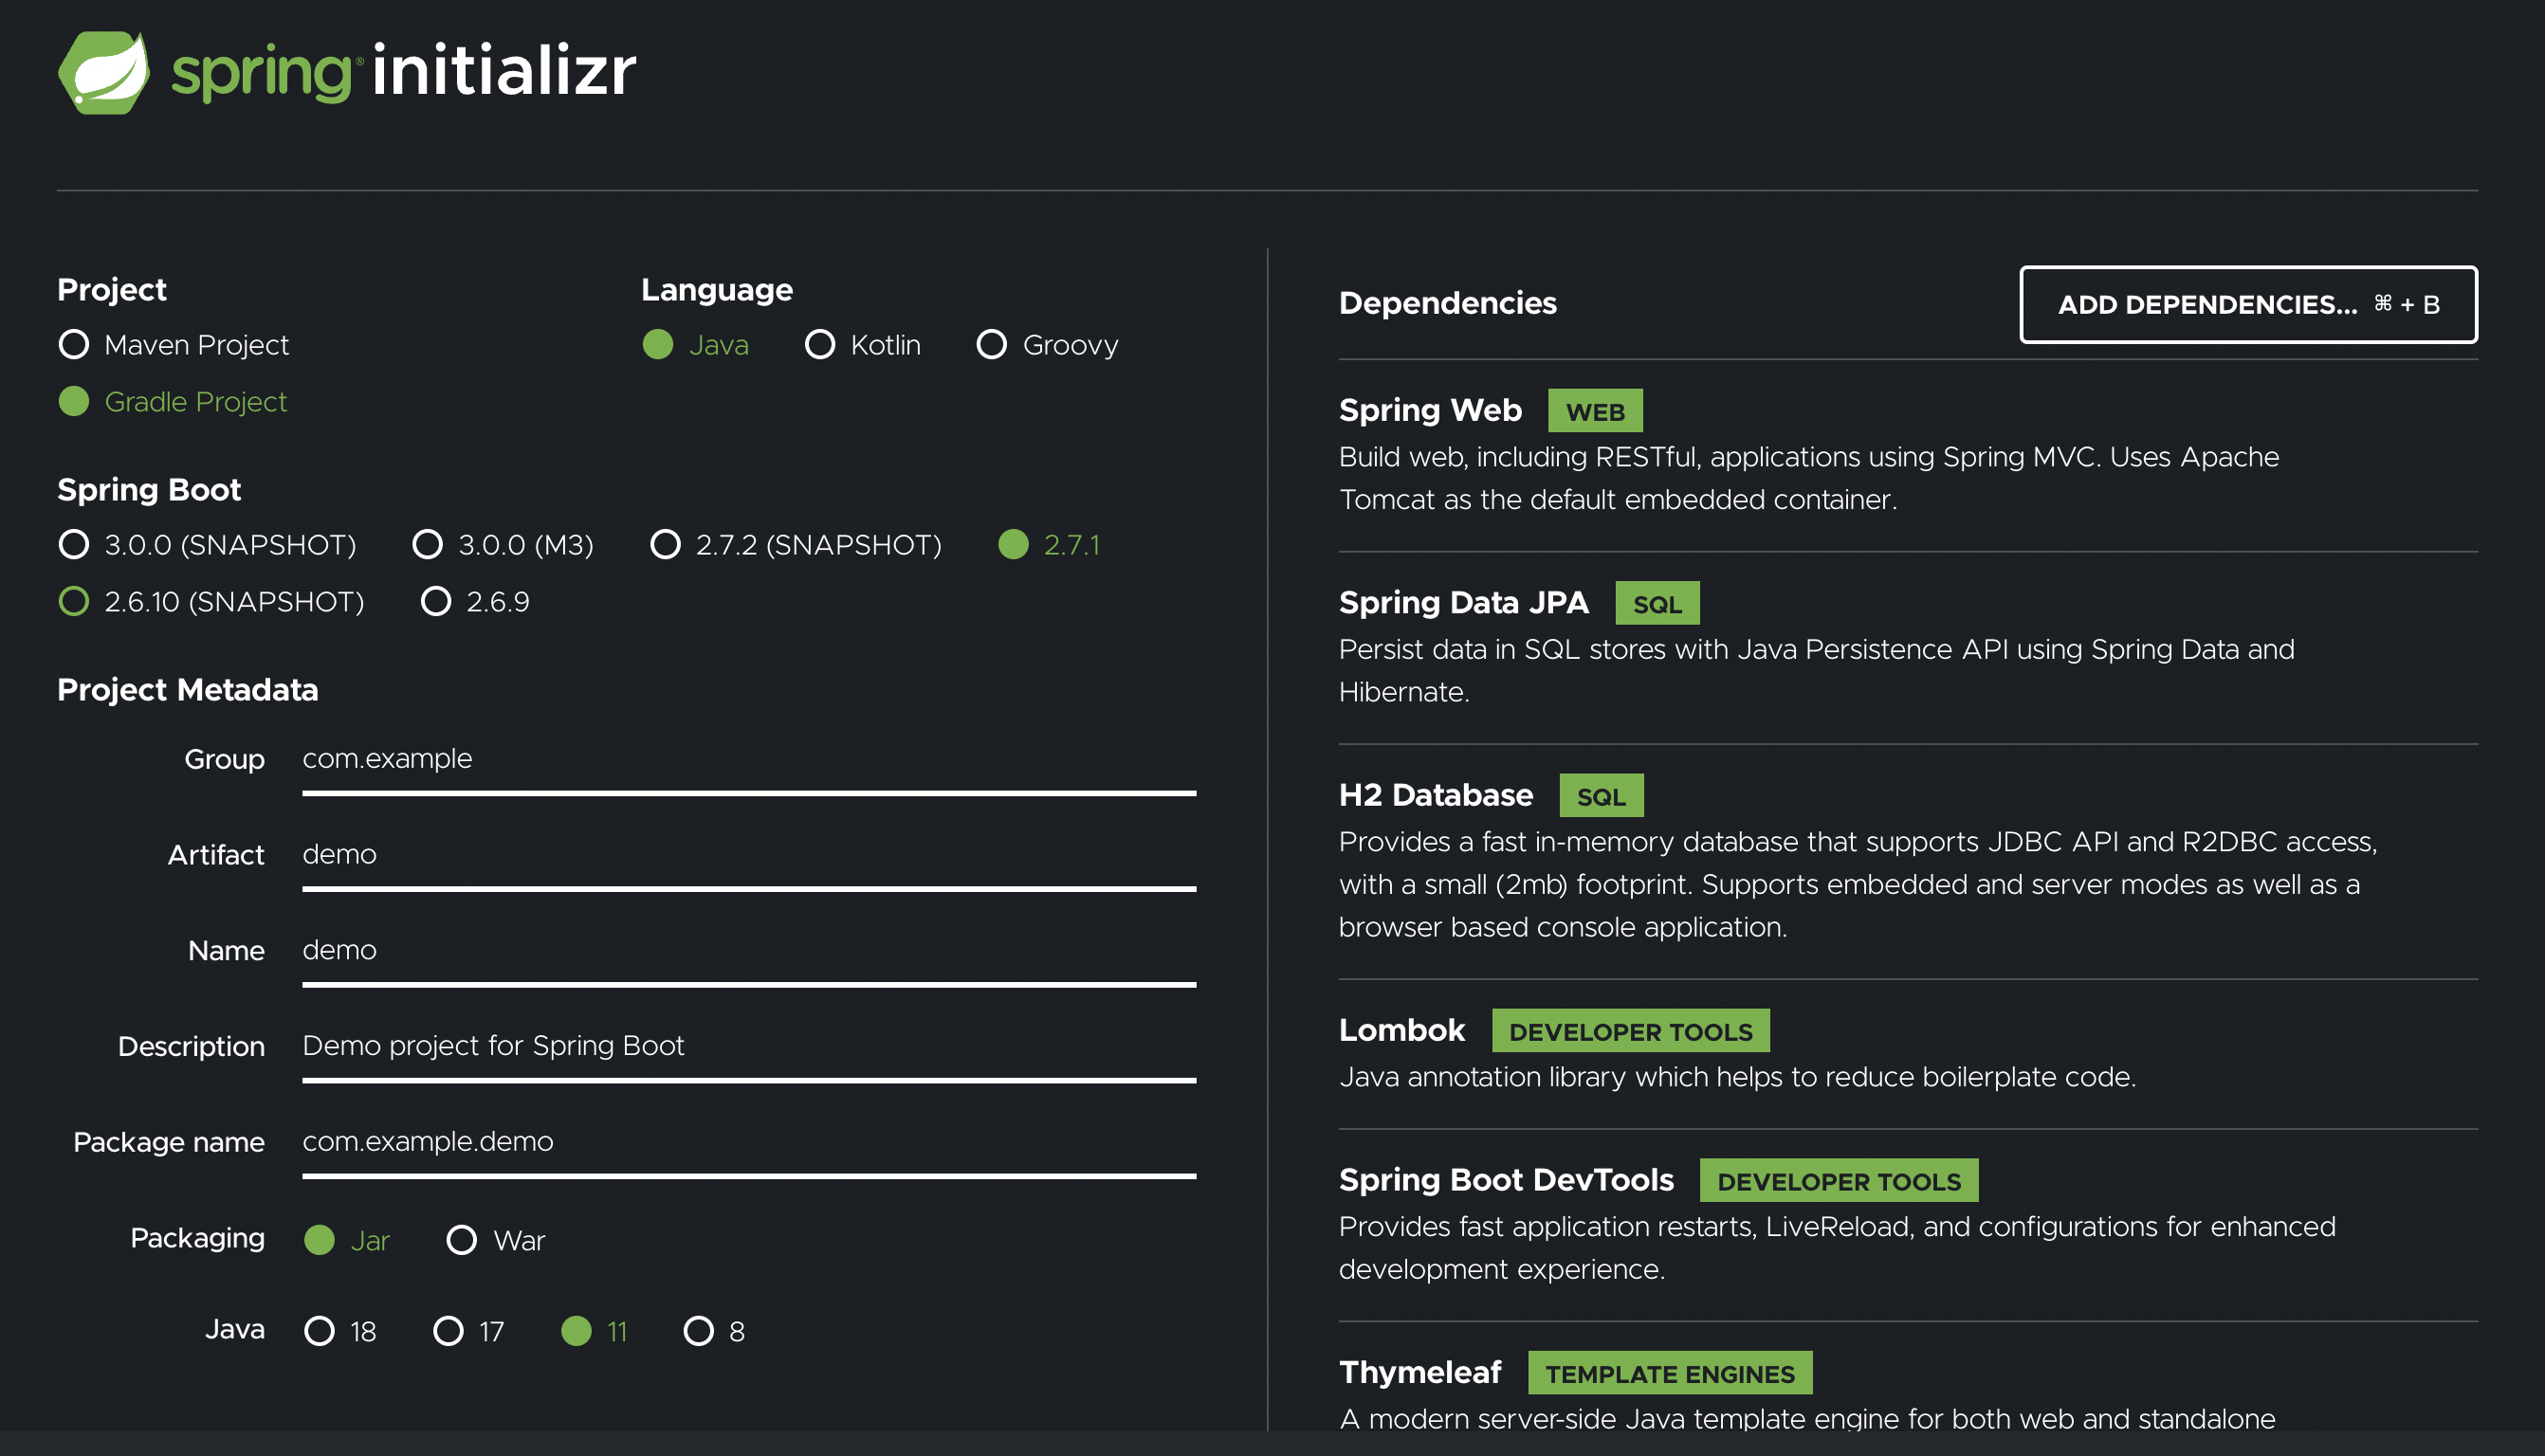 spring® initializr
Project
Maven Project
Gradle Project
Language
Java Kotlin Groovy
Spring Boot
3.0.0 (SNAPSHOT) 3.0.0 (M3) 2.7.2 (SNAPSHOT) 2.7.1
2.6.10 (SNAPSHOT) 2.6.9
Project Metadata
Group com.example
Artifact demo
Name demo
Description Demo project for Spring Boot
Package name com.example.demo
Packaging Jar War
Java 18 17 11 8
Dependencies ADD DEPENDENCIES... ⌘ + B
Spring Web WEB
Build web, including RESTful, applications using Spring MVC. Uses Apache
Tomcat as the default embedded container.
Spring Data JPA SQL
Persist data in SQL stores with Java Persistence API using Spring Data and
Hibernate.
H2 Database SQL
Provides a fast in-memory database that supports JDBC API and R2DBC access,
with a small (2mb) footprint. Supports embedded and server modes as well as a
browser based console application.
Lombok DEVELOPER TOOLS
Java annotation library which helps to reduce boilerplate code.
Spring Boot DevTools DEVELOPER TOOLS
Provides fast application restarts, LiveReload, and configurations for enhanced
development experience.
Thymeleaf TEMPLATE ENGINES
A modern server-side Java template engine for both web and standalone